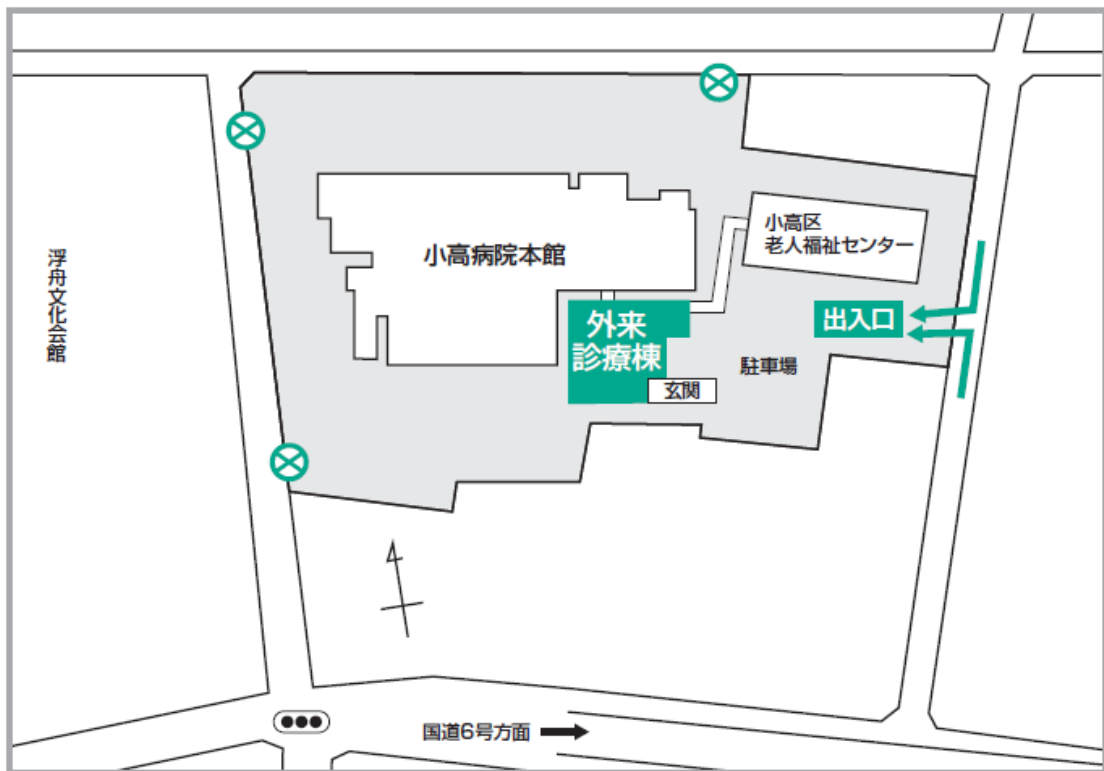 小高区
老人福祉センター
小高病院本館
浮舟文化会館
外来
診療棟
出入口
駐車場
玄関
国道6号方面